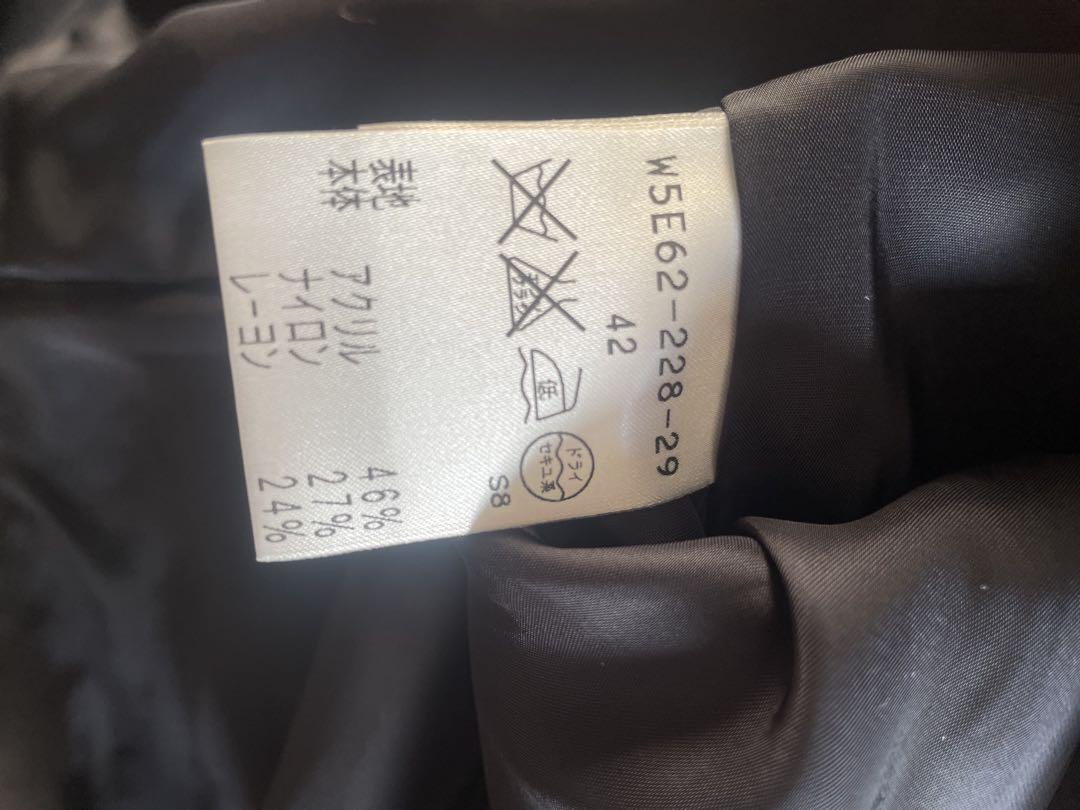 W5E62-228-29
42
エンソサラシ
低
ドライ
セキユ系
S8
表地 アクリル 46%
本体 ナイロン 27%
レーヨン 24%